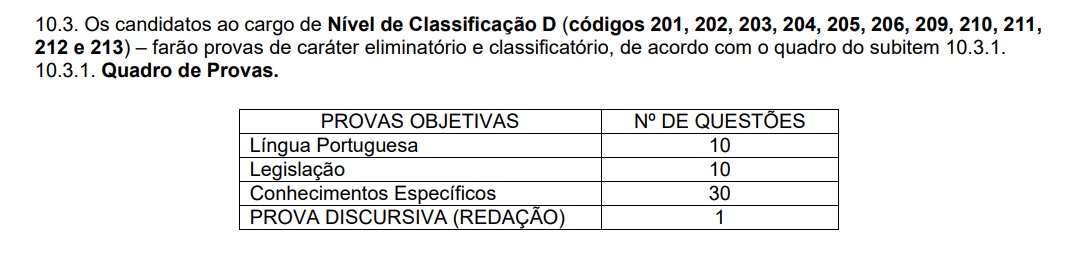 10.3. Os candidatos ao cargo de Nível de Classificação D (códigos 201, 202, 203, 204, 205, 206, 209, 210, 211,
212 e 213) – farão provas de caráter eliminatório e classificatório, de acordo com o quadro do subitem 10.3.1.
10.3.1. Quadro de Provas.
PROVAS OBJETIVAS Nº DE QUESTÕES
Língua Portuguesa 10
Legislação 10
Conhecimentos Específicos 30
PROVA DISCURSIVA (REDAÇÃO) 1